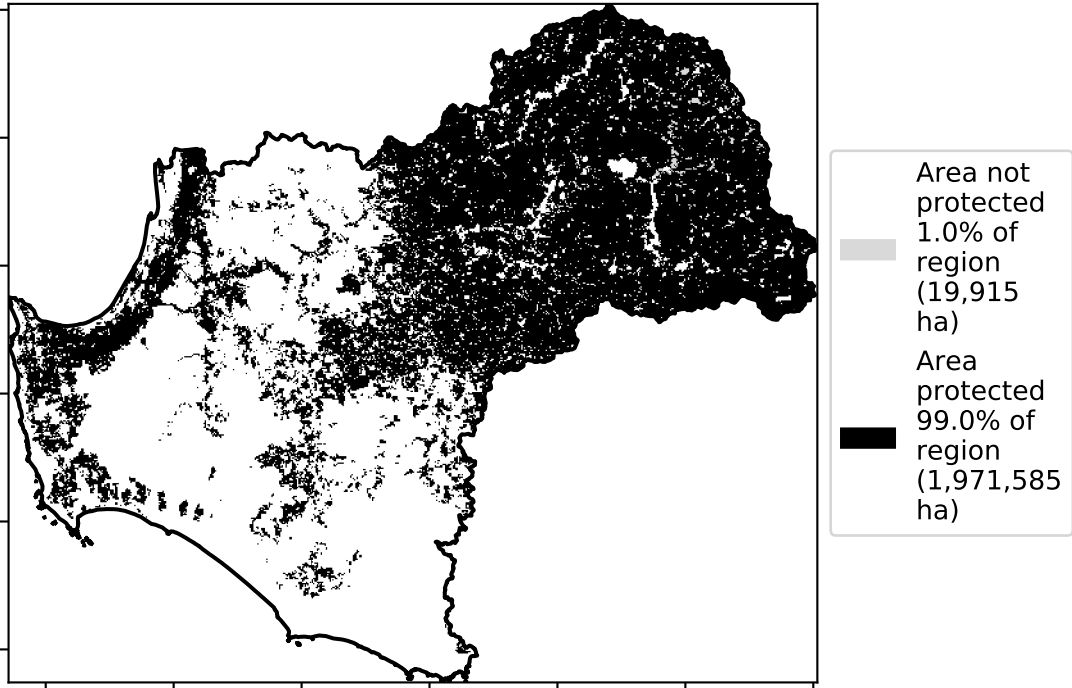 Area not
protected
1.0% of
region
(19,915
ha)
Area
protected
99.0% of
region
(1,971,585
ha)